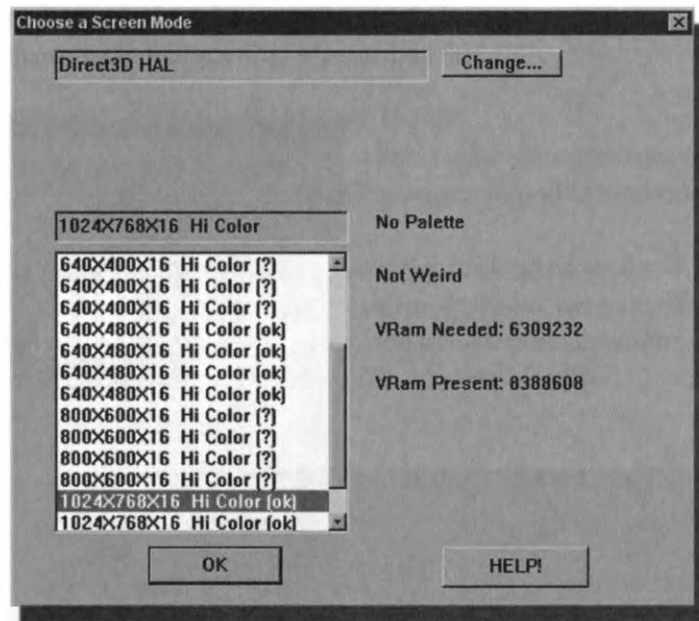 Choose a Screen Mode
Direct3D HAL
Change...
1024X768X16 Hi Color
No Palette
640X400X16 Hi Color (?)
640X400X16 Hi Color (?)
640X400X16 Hi Color (?)
640X480X16 Hi Color (ok)
640X480X16 Hi Color (ok)
640X480X16 Hi Color (ok)
640X480X16 Hi Color (ok)
800X600X16 Hi Color (?)
800X600X16 Hi Color (?)
800X600X16 Hi Color (?)
800X600X16 Hi Color (?)
1024X768X16 Hi Color (ok)
1024X768X16 Hi Color (ok)
Not Weird
VRam Needed: 6309232
VRam Present: 8388608
OK
HELP!